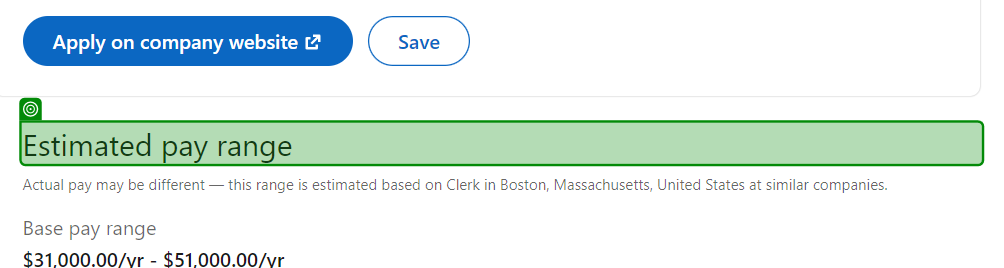 Apply on company website
Save
Estimated pay range
Actual pay may be different — this range is estimated based on Clerk in Boston, Massachusetts, United States at similar companies.
Base pay range
$31,000.00/yr - $51,000.00/yr